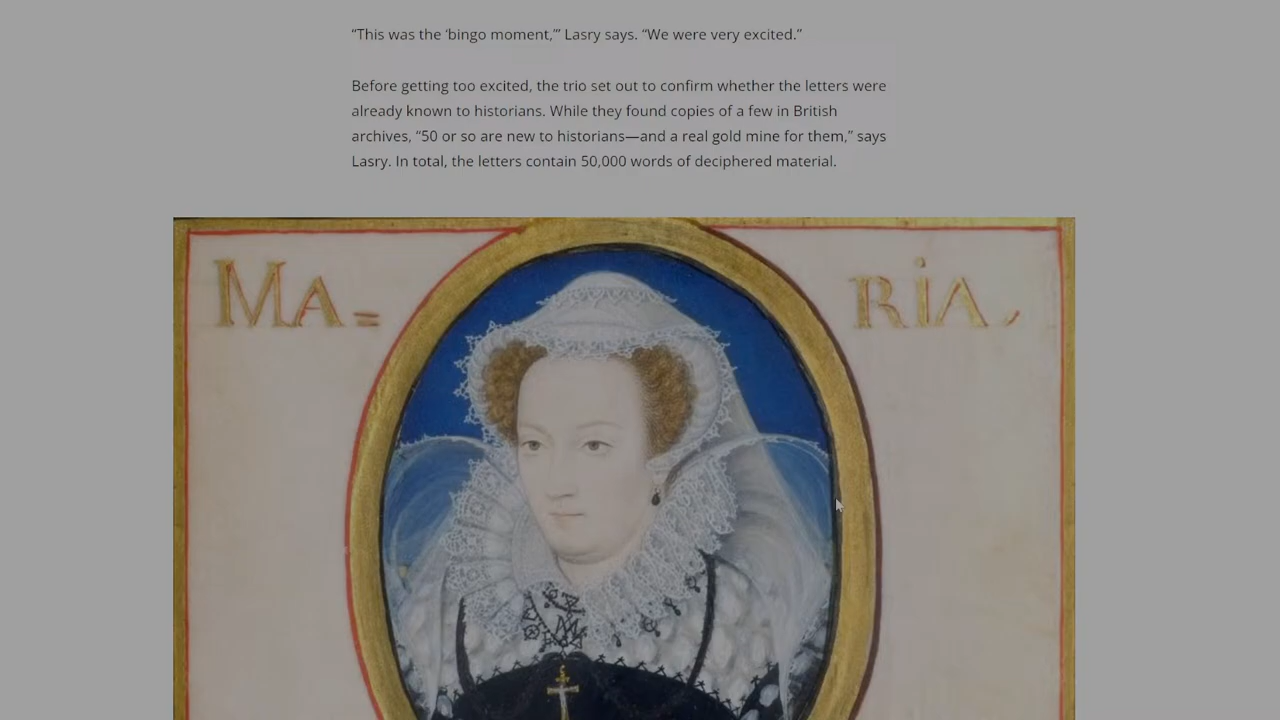 “This was the ‘bingo moment,’” Lasry says. “We were very excited.”
Before getting too excited, the trio set out to confirm whether the letters were
already known to historians. While they found copies of a few in British
archives, “50 or so are new to historians—and a real gold mine for them,” says
Lasry. In total, the letters contain 50,000 words of deciphered material.
MA= RiA,